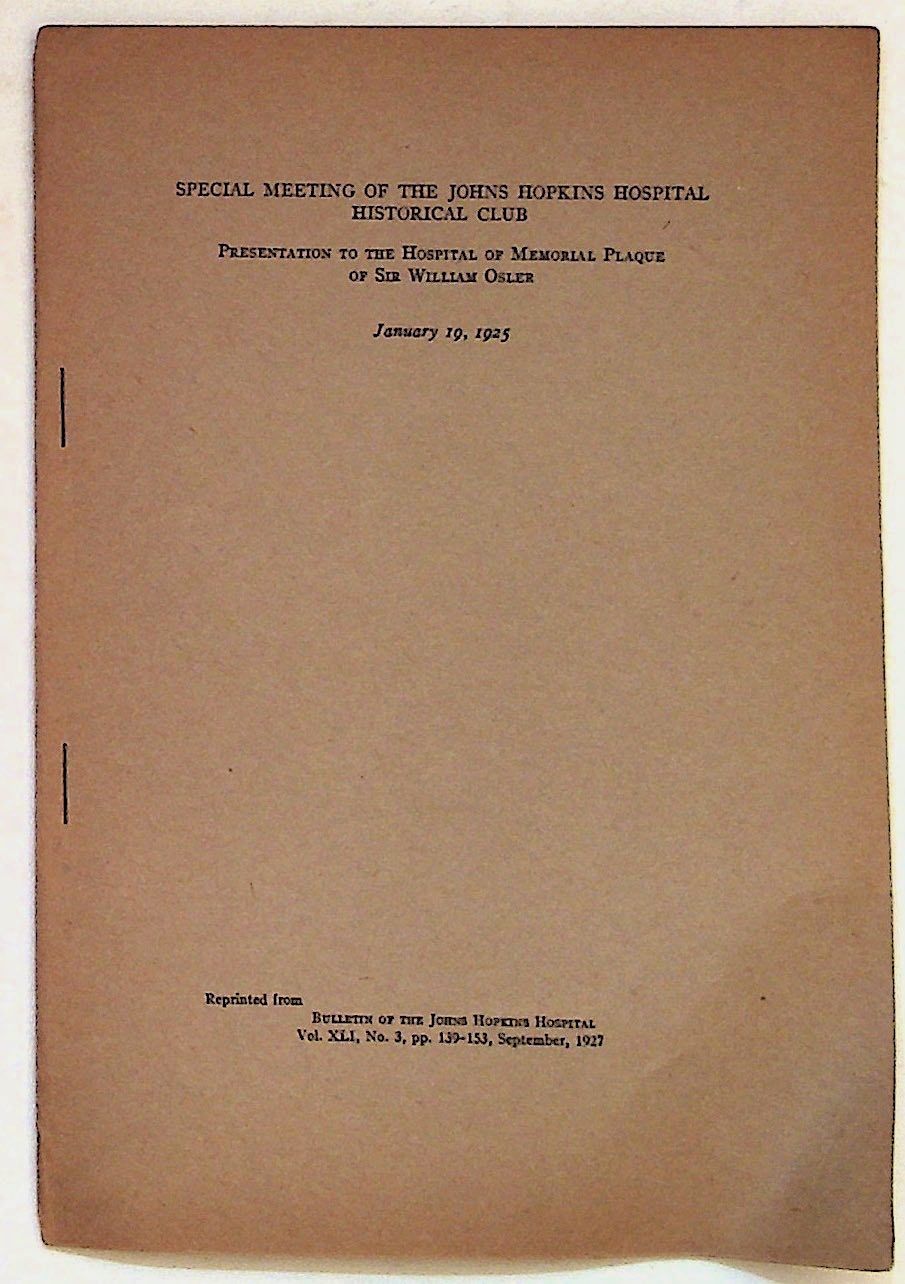 SPECIAL MEETING OF THE JOHNS HOPKINS HOSPITAL
HISTORICAL CLUB
PRESENTATION TO THE HOSPITAL OF MEMORIAL PLAQUE
OF SIR WILLIAM OSLER
January 19, 1925
Reprinted from
BULLETIN OF THE JOHNS HOPKINS HOSPITAL
Vol. XLI, No. 3, pp. 139-153, September, 1927